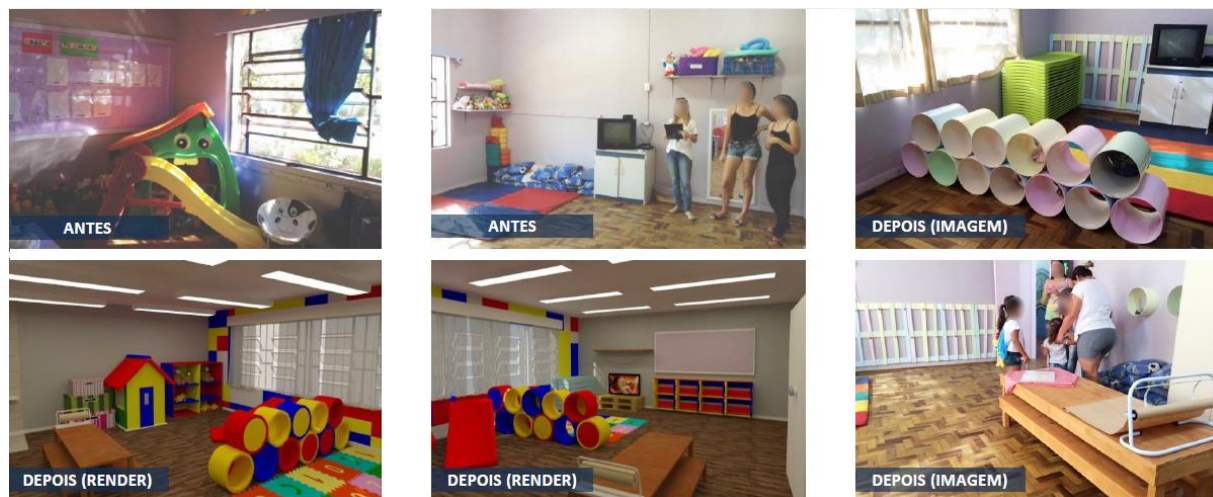 ANTES
ANTES
DEPOIS (IMAGEM)
DEPOIS (RENDER)
DEPOIS (RENDER)
DEPOIS (IMAGEM)